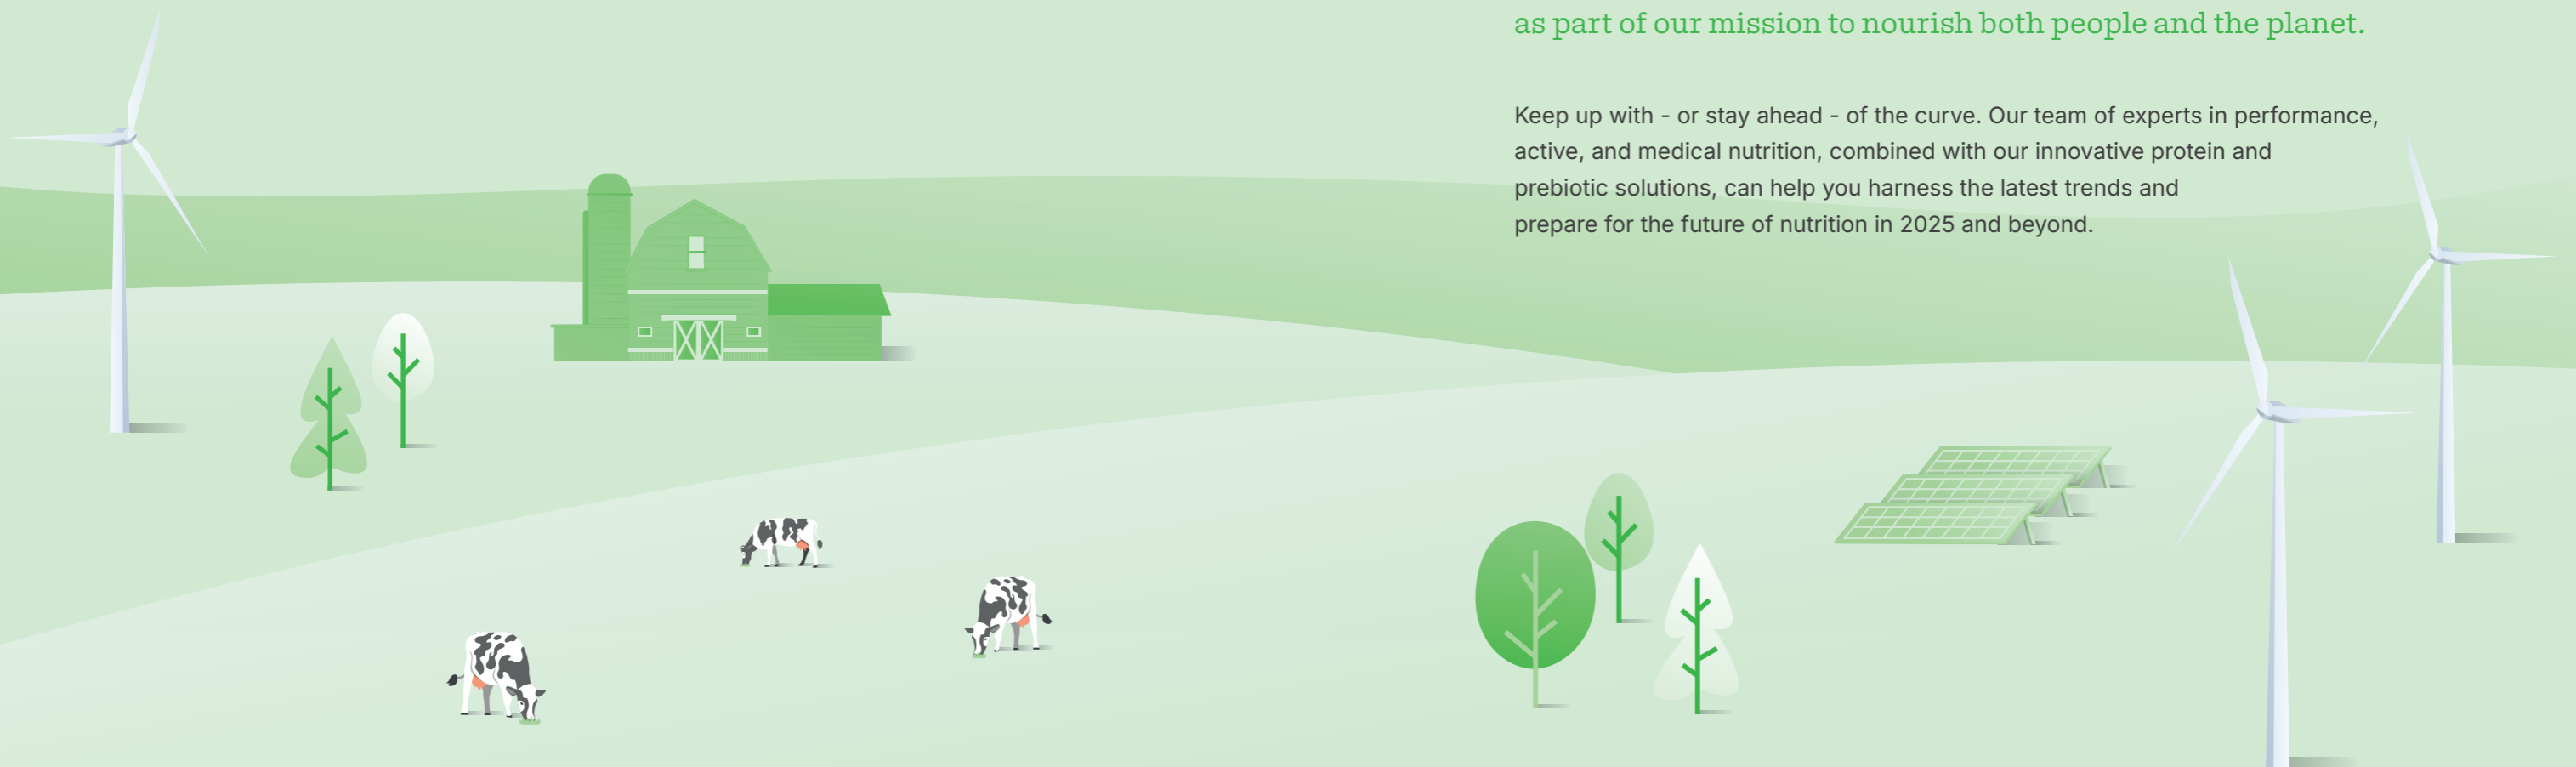 as part of our mission to nourish both people and the planet.
Keep up with - or stay ahead - of the curve. Our team of experts in performance,
active, and medical nutrition, combined with our innovative protein and
prebiotic solutions, can help you harness the latest trends and
prepare for the future of nutrition in 2025 and beyond.